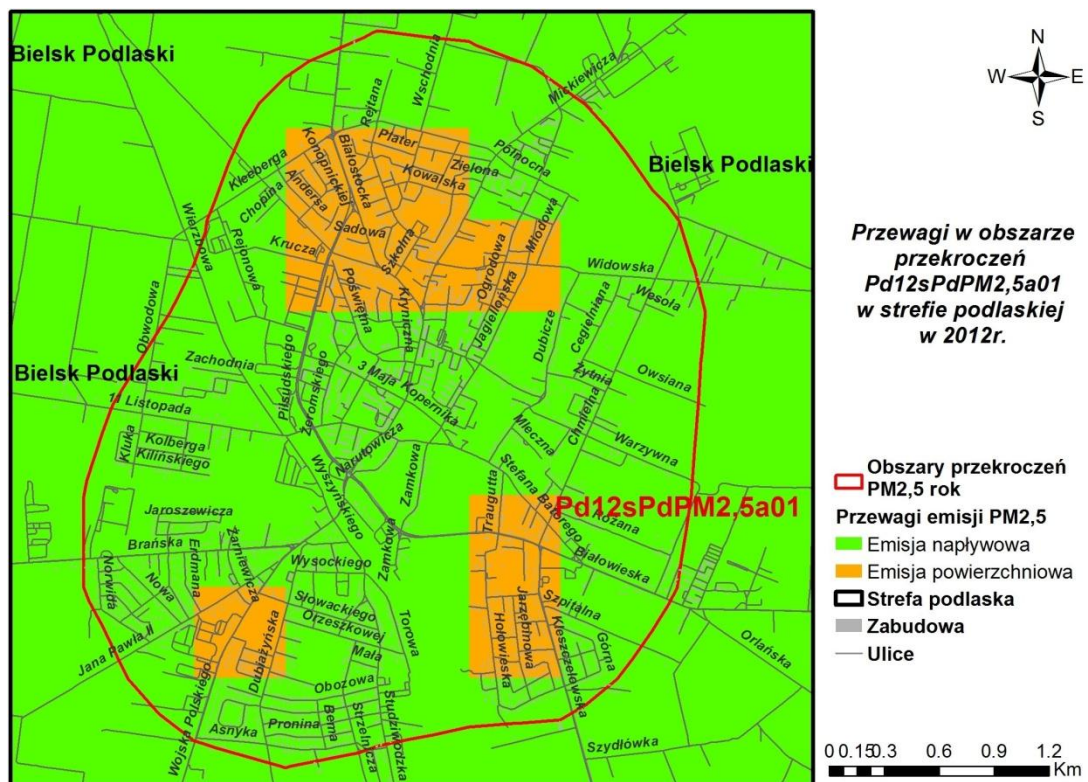 Bielsk Podlaski
Wschodnia
Rejtana
Mickiewicza
N
W
E
S
Plater
Północna
Bielsk Podlaski
Kleeberga
Konopnickiej
Białostocka
Zielona
Kowalska
Andersa
Chopina
Młodowa
Sadowa
Szkolna
Wierzbowa
Rejonowa
Krucza
Ogrodowa
Widowska
Poświętna
Kryniczna
Jagiellońska
Wesoła
Cegielniana
Dubicze
Obwodowa
Przewagi w obszarze
przekroczeń
Pd12sPdPM2,5a01
w strefie podlaskiej
w 2012r.
Zachodnia
Bielsk Podlaski
Piłsudskiego
Żeromskiego
3 Maja
Kopernika
Żytnia
Owsiana
11 Listopada
Chmielna
Mleczna
Warzywna
Kluka
Kolberga
Kilińskiego
Narutowicza
Wyszyńskiego
Zamkowa
Stefana Batorego
Obszary przekroczeń
PM2,5 rok
Przewagi emisji PM2,5
Emisja napływowa
Emisja powierzchniowa
Strefa podlaska
Zabudowa
Ulice
Pd12sPdPM2,5a01
Traugutta
Jaroszewicza
Żarniewicza
Rożana
Brańska
Erdmana
Wysockiego
Zamkowa
Białowieska
Norwida
Nowa
Słowackiego
Orzeszkowej
Szpitalna
Jarzębinowa
Hołowieska
Kleszczelowska
Górna
Torowa
Orlańska
Jana Pawła II
Dubiażyńska
Mała
Obozowa
Wojska Polskiego
Asnyka
Pronina
Bema
Strzelnicza
Studziwodzka
Szydłówka
0 0.15 0.3 0.6 0.9 1.2
Km